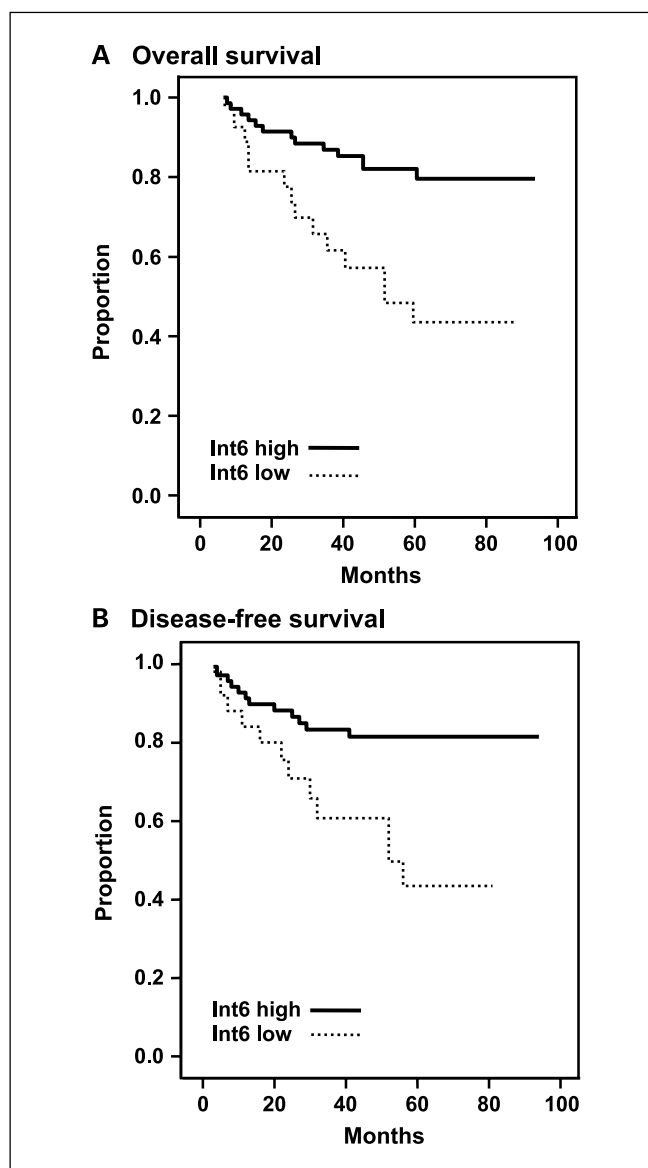 A Overall survival
1.0
0.8
0.6
0.4
0.2
0.0
Proportion
Int6 high
Int6 low
0 20 40 60 80 100
Months
B Disease-free survival
1.0
0.8
0.6
0.4
0.2
0.0
Proportion
Int6 high
Int6 low
0 20 40 60 80 100
Months